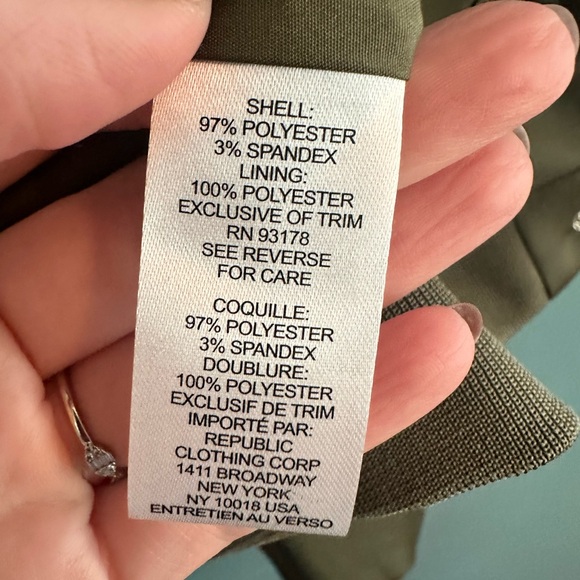 SHELL:
97% POLYESTER
3% SPANDEX
LINING:
100% POLYESTER
EXCLUSIVE OF TRIM
RN 93178
SEE REVERSE
FOR CARE
COQUILLE:
97% POLYESTER
3% SPANDEX
DOUBLURE:
100% POLYESTER
EXCLUSIF DE TRIM
IMPORTÉ PAR:
REPUBLIC
CLOTHING CORP
1411 BROADWAY
NEW YORK
NY 10018 USA
ENTRETIEN AU VERSO